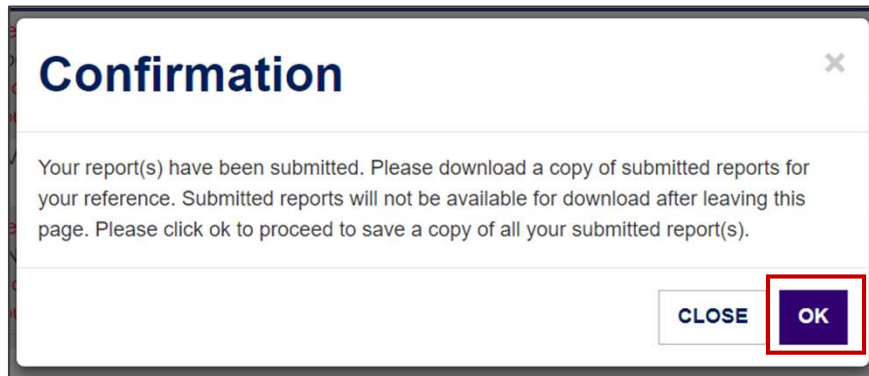 Confirmation
×
Your report(s) have been submitted. Please download a copy of submitted reports for
your reference. Submitted reports will not be available for download after leaving this
page. Please click ok to proceed to save a copy of all your submitted report(s).
CLOSE OK